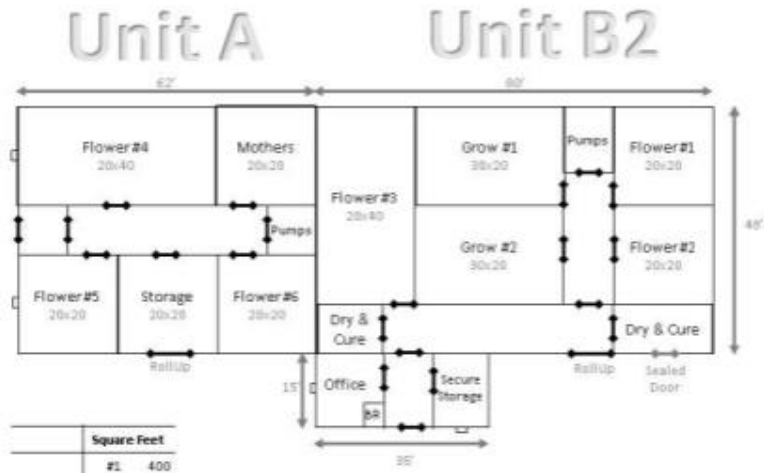 Unit A
Unit B2
62'
80'
Flower #4
20x40
Mothers
20x20
Flower #3
20x40
Grow #1
30x20
Pumps
Flower #1
20x20
48'
Pumps
Grow #2
30x20
Flower #2
20x20
Flower #5
20x20
Storage
20x20
Flower #6
20x20
Dry &
Cure
Dry & Cure
RollUp
RollUp
Sealed
Door
15'
Office
BR
Secure
Storage
35'
Square Feet
#1 400